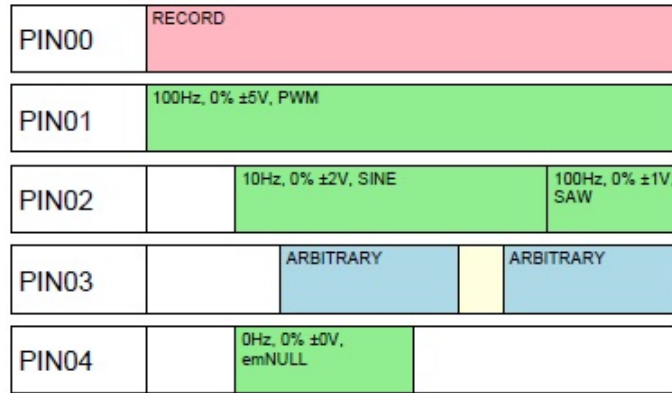 PIN00
RECORD
PIN01
100Hz, 0% ±5V, PWM
PIN02
10Hz, 0% ±2V, SINE
100Hz, 0% ±1V,
SAW
PIN03
ARBITRARY
ARBITRARY
PIN04
0Hz, 0% ±0V,
emNULL